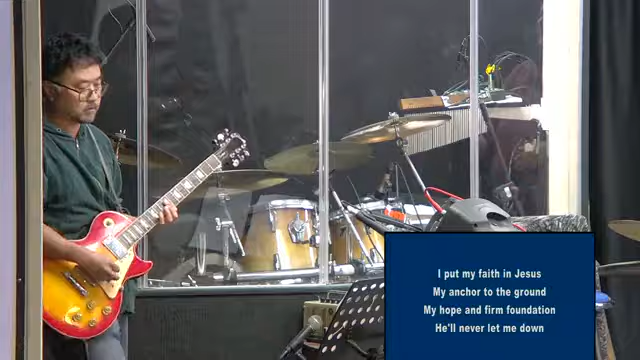 I put my faith in Jesus
My anchor to the ground
My hope and firm foundation
He'll never let me down